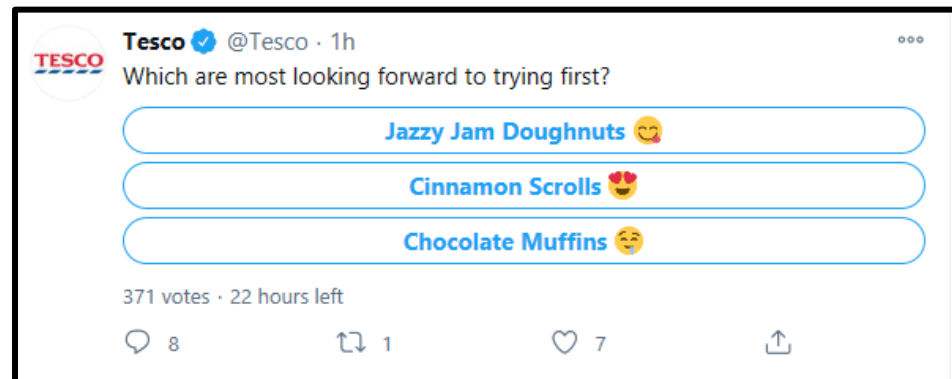 TESCO
Tesco @Tesco · 1h
Which are most looking forward to trying first?
Jazzy Jam Doughnuts 😋
Cinnamon Scrolls 😍
Chocolate Muffins 🤤
371 votes · 22 hours left
8 1 7